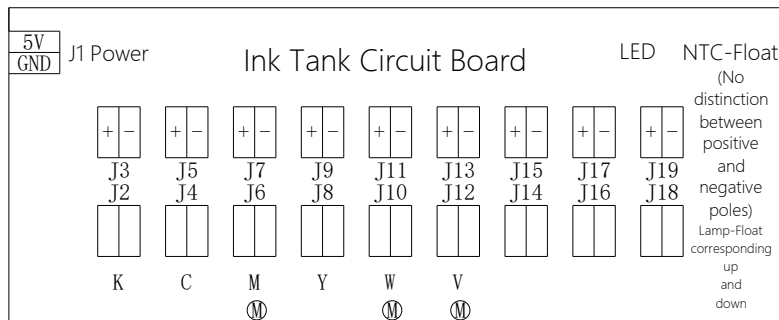 5V
GND
J1 Power
Ink Tank Circuit Board
LED
NTC-Float
(No
distinction
between
positive
and
negative
poles)
Lamp-Float
corresponding
up
and
down
+ - + - + - + - + - + - + - + - + -
J3 J5 J7 J9 J11 J13 J15 J17 J19
J2 J4 J6 J8 J10 J12 J14 J16 J18
K C M Y W V
M M M